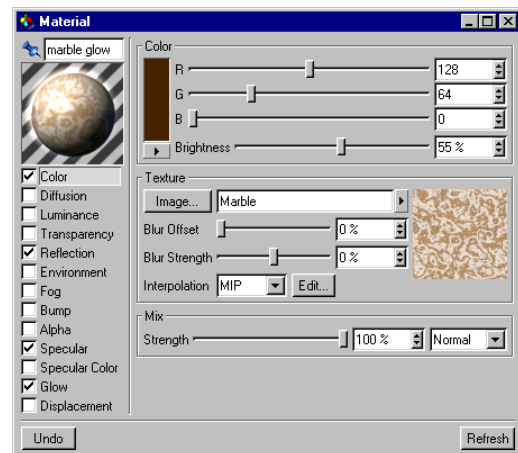 Material
marble glow
Color
R 128
G 64
B 0
Brightness 55 %
Color
Diffusion
Luminance
Transparency
Reflection
Environment
Fog
Bump
Alpha
Specular
Specular Color
Glow
Displacement
Texture
Image... Marble
Blur Offset 0 %
Blur Strength 0 %
Interpolation MIP Edit...
Mix
Strength 100 % Normal
Undo Refresh